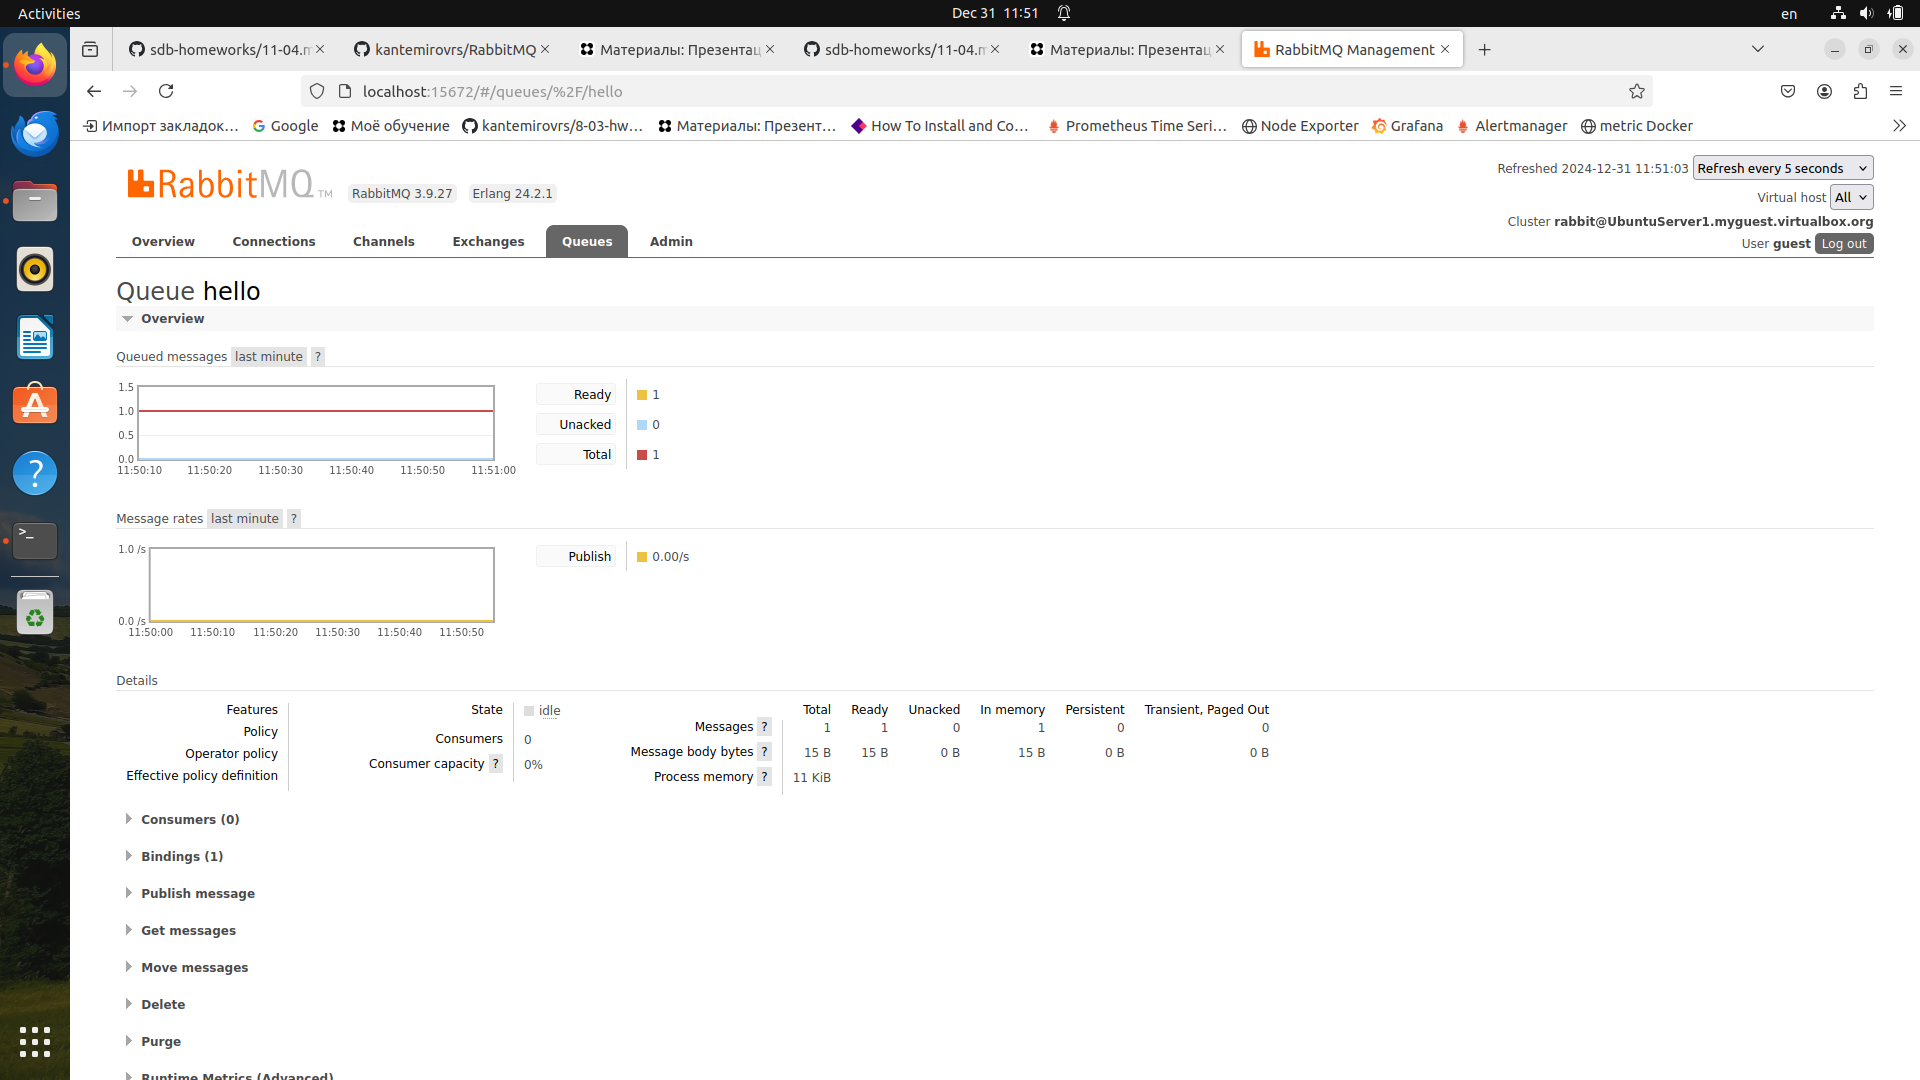 Activities
Dec 31 11:51
en
sdb-homeworks/11-04.m
kantemirovrs/RabbitMQ
Материалы: Презентац
sdb-homeworks/11-04.m
Материалы: Презентац
RabbitMQ Management
localhost:15672/#/queues/%2F/hello
Импорт закладок...
Google
Моё обучение
kantemirovrs/8-03-hw...
Материалы: Презент...
How To Install and Co...
Prometheus Time Seri...
Node Exporter
Grafana
Alertmanager
metric Docker
RabbitMQ TM
RabbitMQ 3.9.27
Erlang 24.2.1
Refreshed 2024-12-31 11:51:03
Refresh every 5 seconds
Virtual host All
Cluster rabbit@UbuntuServer1.myguest.virtualbox.org
User guest Log out
Overview
Connections
Channels
Exchanges
Queues
Admin
Queue hello
Overview
Queued messages last minute ?
1.5
1.0
0.5
0.0
11:50:10 11:50:20 11:50:30 11:50:40 11:50:50 11:51:00
Ready 1
Unacked 0
Total 1
Message rates last minute ?
1.0 /s
0.0 /s
11:50:00 11:50:10 11:50:20 11:50:30 11:50:40 11:50:50
Publish 0.00/s
Details
Features
Policy
Operator policy
Effective policy definition
State idle
Consumers 0
Consumer capacity ? 0%
Total Ready Unacked In memory Persistent Transient, Paged Out
Messages ? 1 1 0 1 0 0
Message body bytes ? 15 B 15 B 0 B 15 B 0 B 0 B
Process memory ? 11 KiB
Consumers (0)
Bindings (1)
Publish message
Get messages
Move messages
Delete
Purge
Runtime Metrics (Advanced)